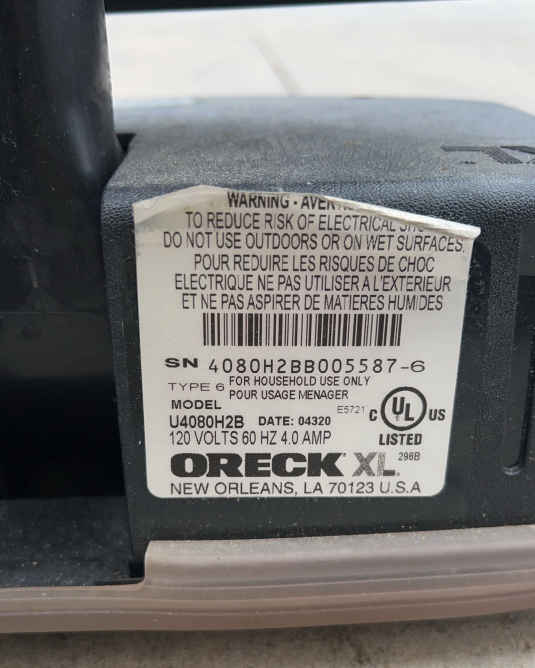 WARNING - AVER
TO REDUCE RISK OF ELECTRICAL
DO NOT USE OUTDOORS OR ON WET SURFACES
POUR REDUIRE LES RISQUES DE CHOC
ELECTRIQUE NE PAS UTILISER A L'EXTERIEUR
ET NE PAS ASPIRER DE MATIERES HUMIDES
SN 4080H2BB005587-6
TYPE 6 FOR HOUSEHOLD USE ONLY
POUR USAGE MENAGER
MODEL E5721 C UL US
U4080H2B DATE: 04320
120 VOLTS 60 HZ 4.0 AMP LISTED
ORECK XL 298B
NEW ORLEANS, LA 70123 U.S.A